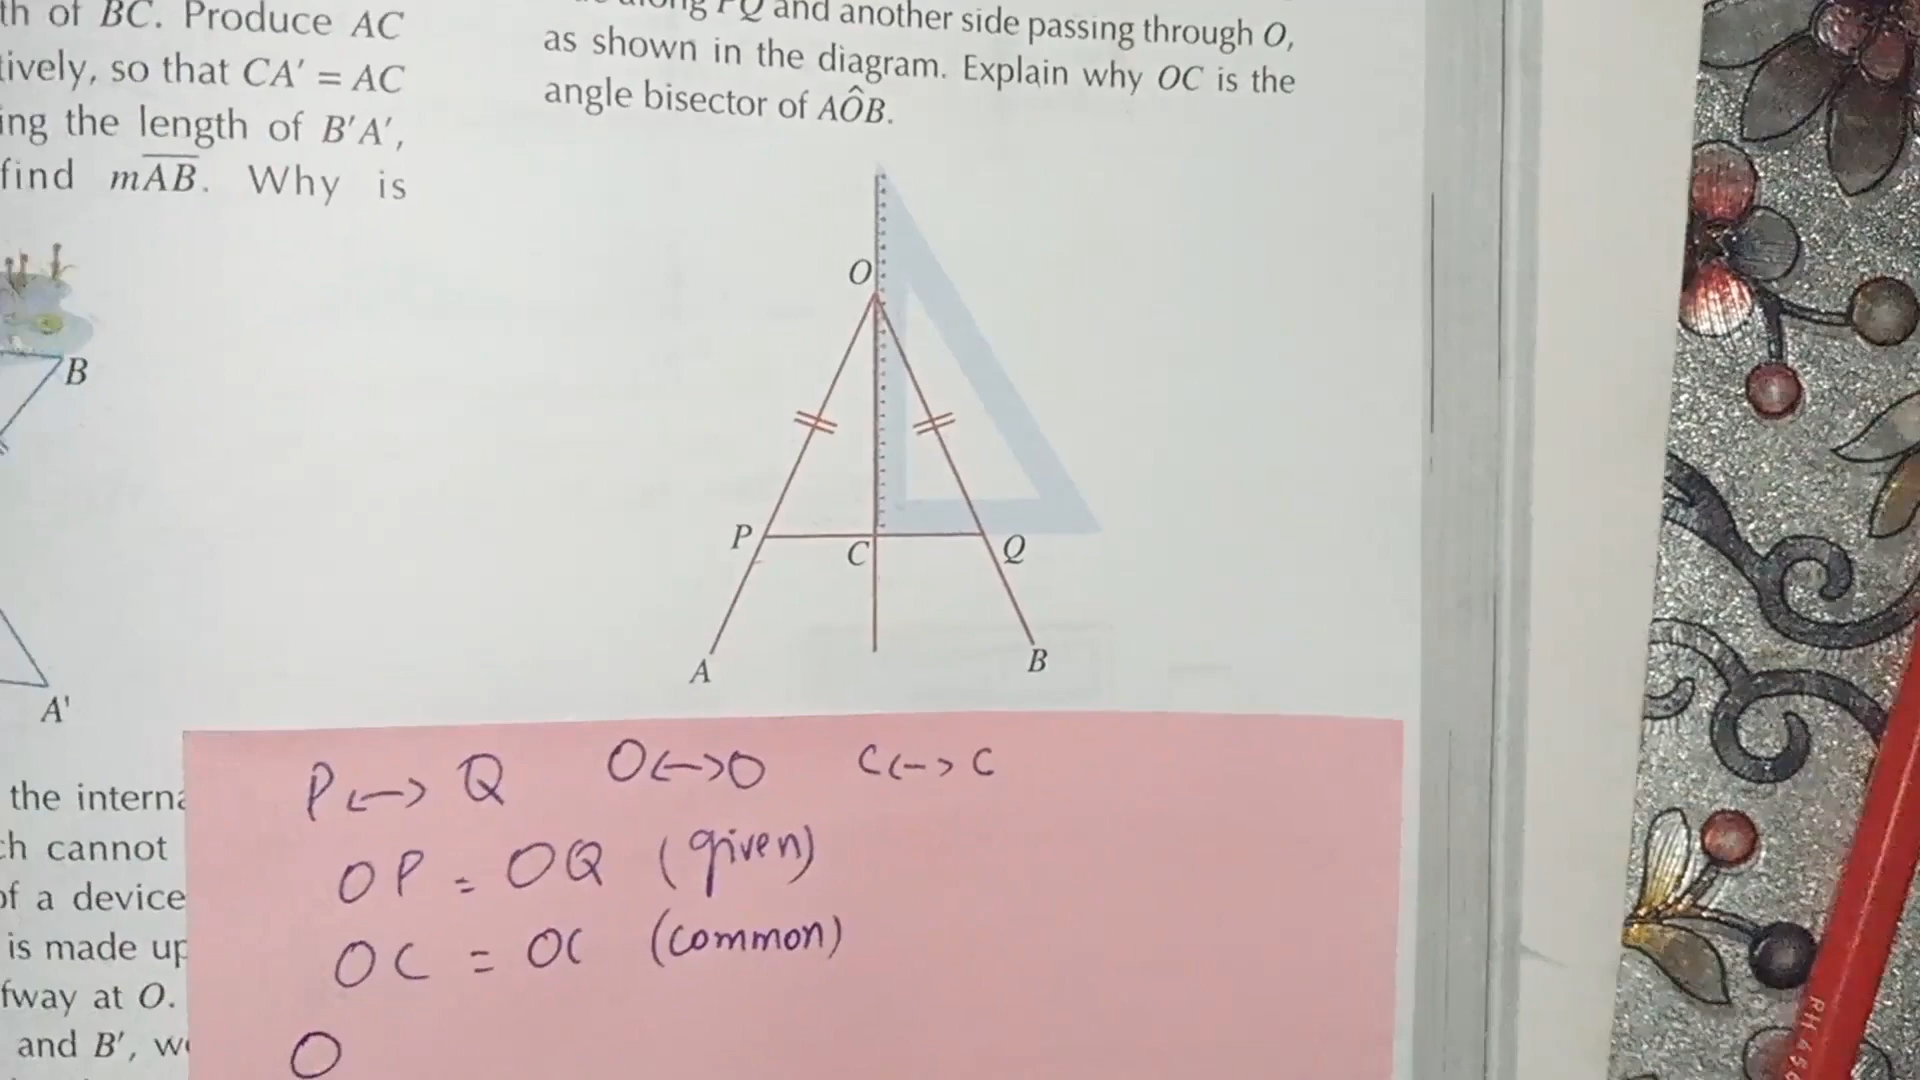 th of BC. Produce AC
tively, so that CA′ = AC
ing the length of B′A′,
find mAB. Why is
B
A'
the interna
ch cannot
of a device
is made up
fway at O.
and B′, w
along PQ and another side passing through O,
as shown in the diagram. Explain why OC is the
angle bisector of AÔB.
O
P
C
Q
A
B
P <-> Q O<->O C<-> C
OP = OQ (given)
OC = OC (common)
O